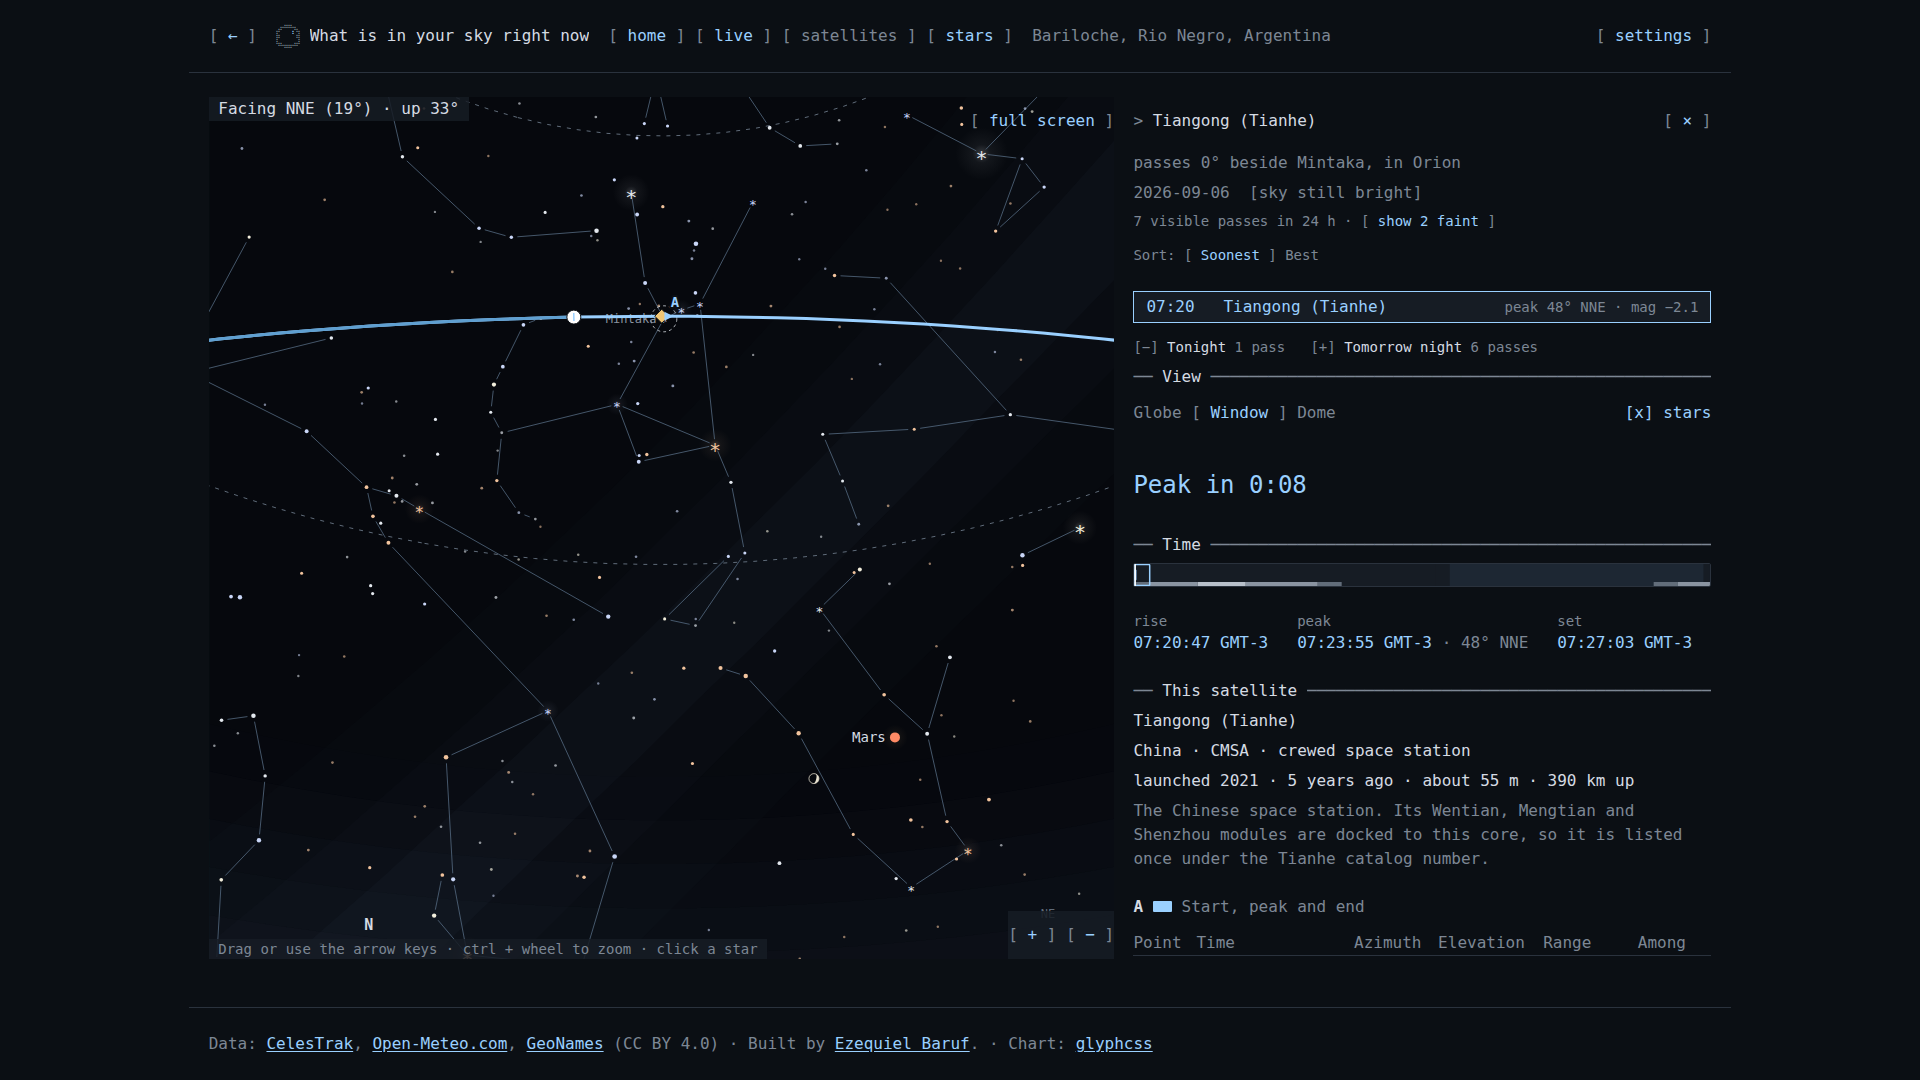 [ ← ] What is in your sky right now [ home ] [ live ] [ satellites ] [ stars ] Bariloche, Rio Negro, Argentina [ settings ]
Facing NNE (19°) · up 33°
[ full screen ]
A
Mintaka
Mars
N
NE
Drag or use the arrow keys · ctrl + wheel to zoom · click a star
[ + ] [ − ]
> Tiangong (Tianhe) [ × ]
passes 0° beside Mintaka, in Orion
2026-09-06 [sky still bright]
7 visible passes in 24 h · [ show 2 faint ]
Sort: [ Soonest ] Best
07:20 Tiangong (Tianhe) peak 48° NNE · mag −2.1
[−] Tonight 1 pass [+] Tomorrow night 6 passes
View
Globe [ Window ] Dome [x] stars
Peak in 0:08
Time
rise peak set
07:20:47 GMT-3 07:23:55 GMT-3 · 48° NNE 07:27:03 GMT-3
This satellite
Tiangong (Tianhe)
China · CMSA · crewed space station
launched 2021 · 5 years ago · about 55 m · 390 km up
The Chinese space station. Its Wentian, Mengtian and
Shenzhou modules are docked to this core, so it is listed
once under the Tianhe catalog number.
A Start, peak and end
Point Time Azimuth Elevation Range Among
Data: CelesTrak, Open-Meteo.com, GeoNames (CC BY 4.0) · Built by Ezequiel Baruf. · Chart: glyphcss